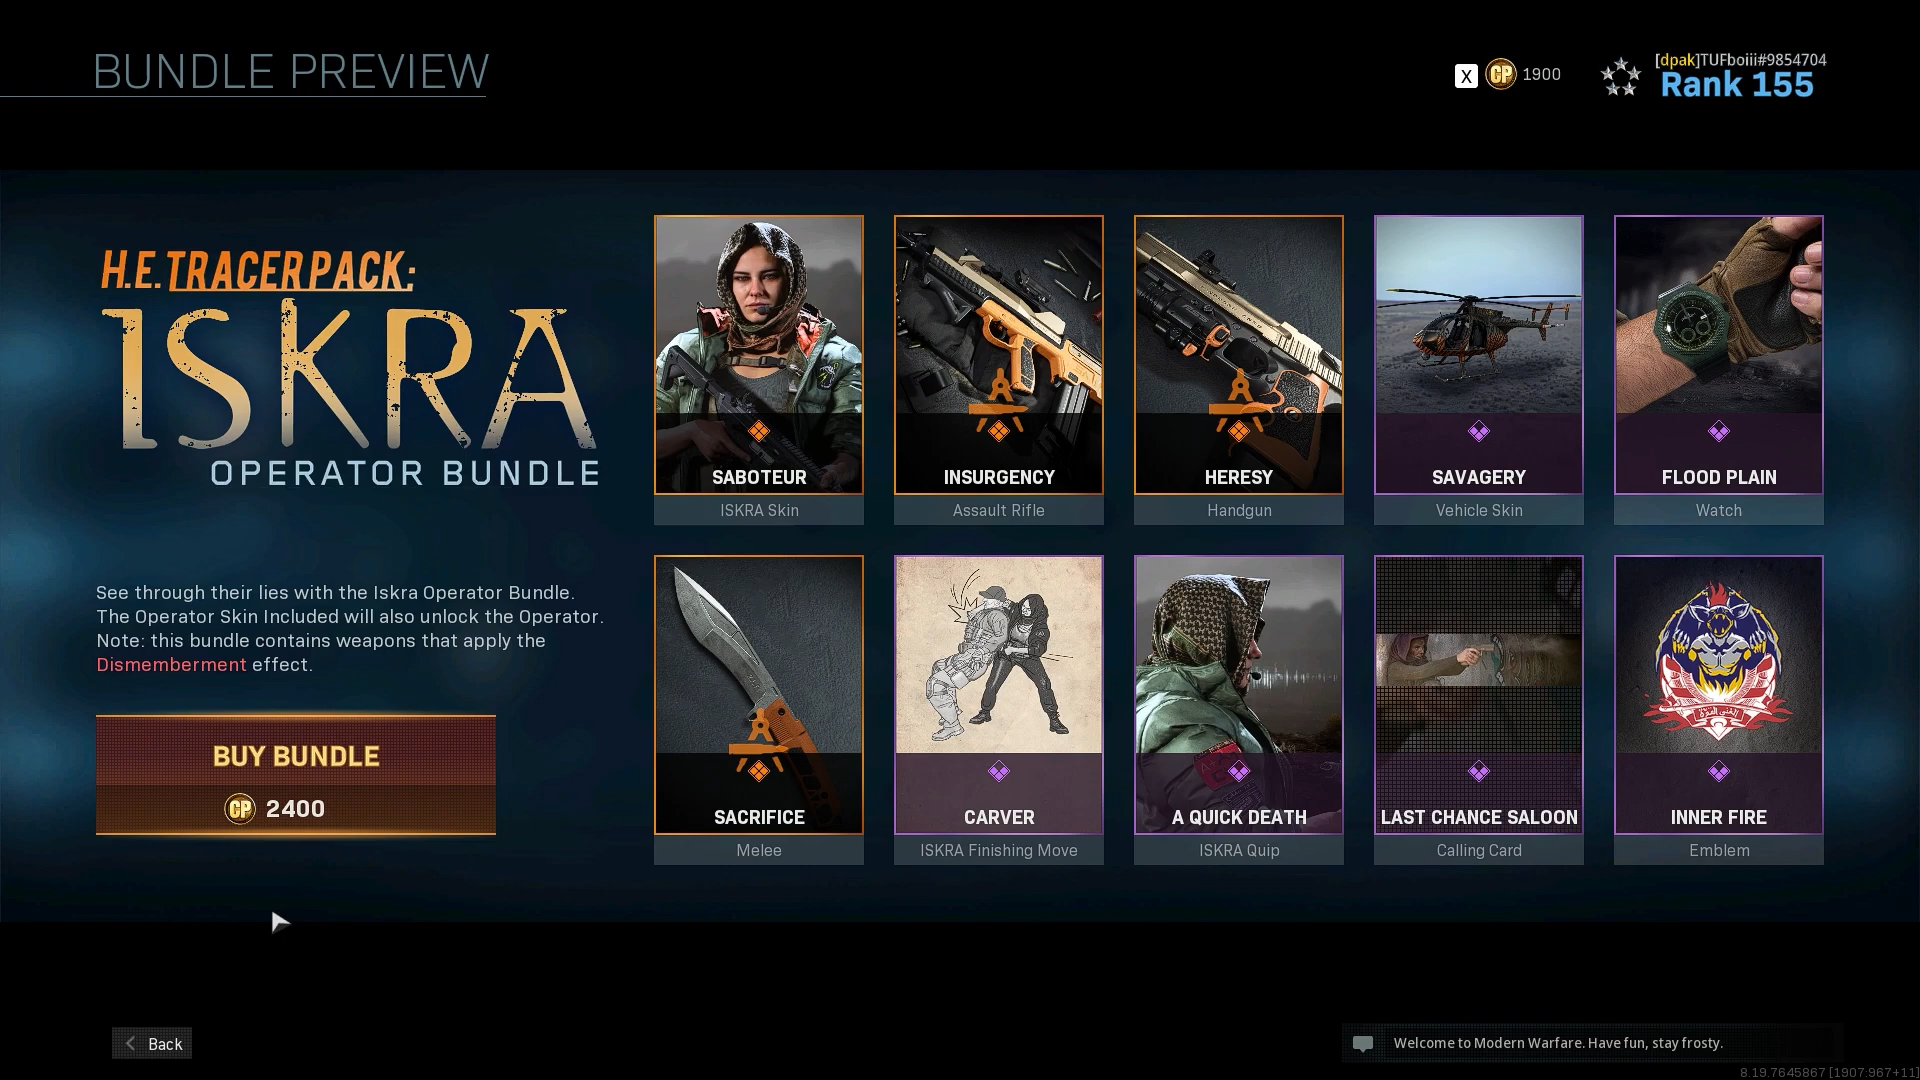 BUNDLE PREVIEW
X CP 1900
[dpak]TUFboiii#9854704
Rank 155
H.E. TRACER PACK:
ISKRA
OPERATOR BUNDLE
See through their lies with the Iskra Operator Bundle.
The Operator Skin Included will also unlock the Operator.
Note: this bundle contains weapons that apply the
Dismemberment effect.
BUY BUNDLE
CP 2400
SABOTEUR
ISKRA Skin
INSURGENCY
Assault Rifle
HERESY
Handgun
SAVAGERY
Vehicle Skin
FLOOD PLAIN
Watch
SACRIFICE
Melee
CARVER
ISKRA Finishing Move
A QUICK DEATH
ISKRA Quip
LAST CHANCE SALOON
Calling Card
INNER FIRE
Emblem
Back
Welcome to Modern Warfare. Have fun, stay frosty.
8.19.7645867 [1907:967+11]